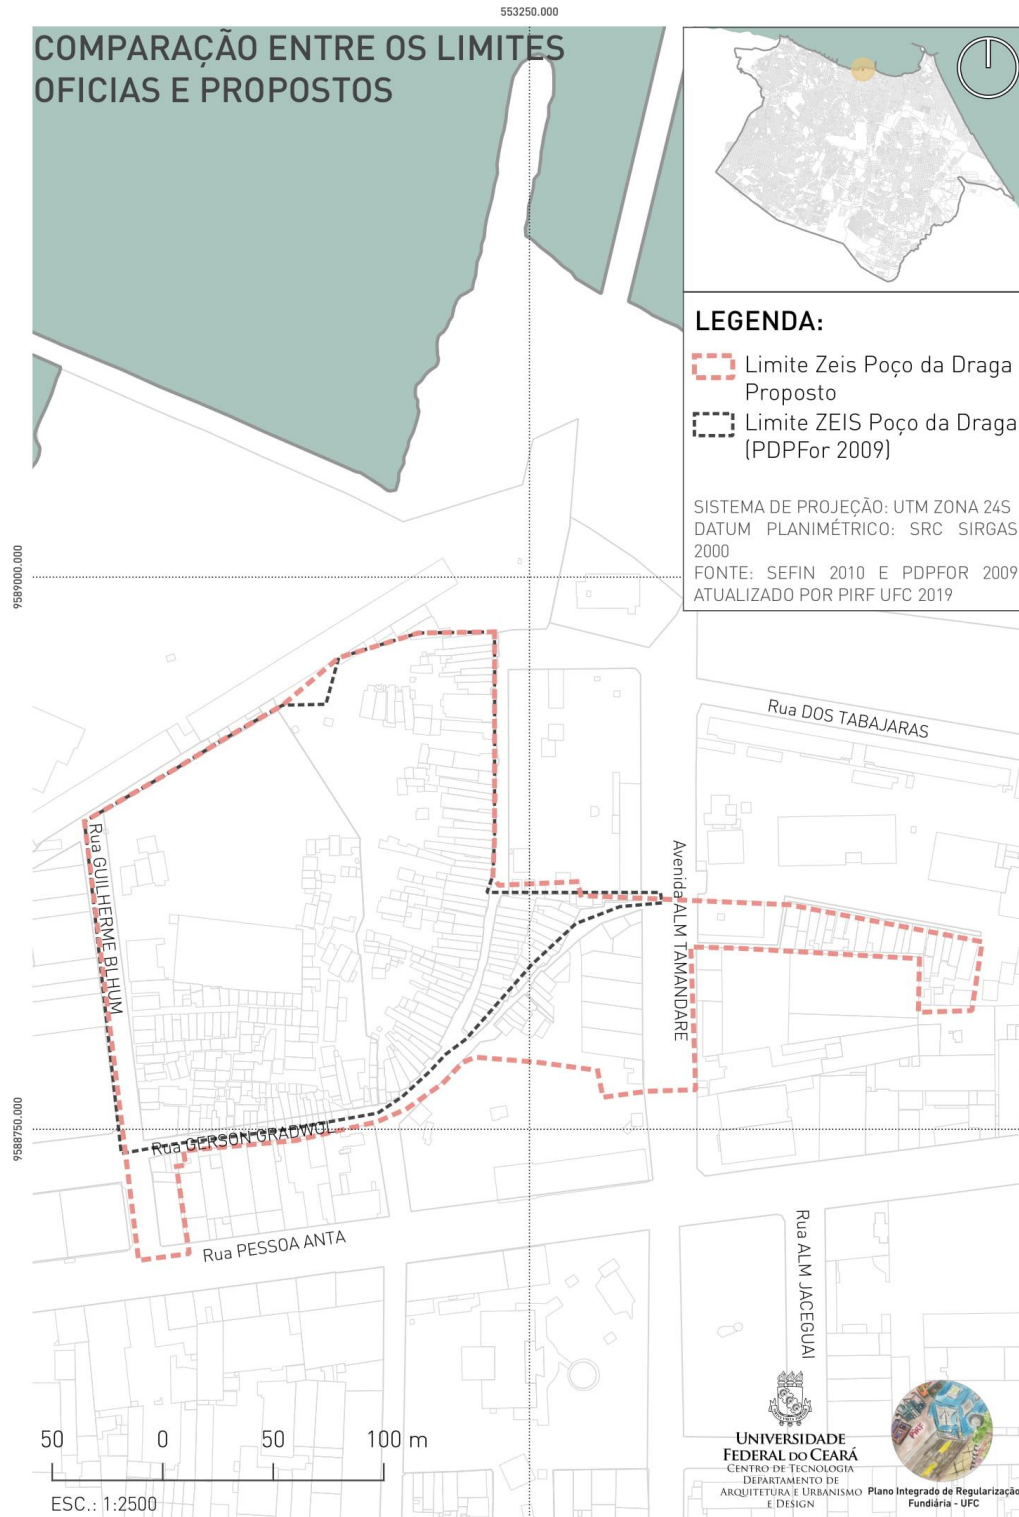 553250.000
COMPARAÇÃO ENTRE OS LIMITES
OFICIAS E PROPOSTOS
LEGENDA:
Limite Zeis Poço da Draga
Proposto
Limite ZEIS Poço da Draga
(PDPFor 2009)
SISTEMA DE PROJEÇÃO: UTM ZONA 24S
DATUM PLANIMÉTRICO: SRC SIRGAS
2000
FONTE: SEFIN 2010 E PDPFOR 2009
ATUALIZADO POR PIRF UFC 2019
9589000.000
Rua DOS TABAJARAS
Rua GUILHERME BLHUM
Avenida ALM TAMANDARE
9588750.000
Rua GERSON GRADWOL
Rua PESSOA ANTA
Rua ALM JACEGUAI
50 0 50 100 m
ESC.: 1:2500
UNIVERSIDADE
FEDERAL DO CEARÁ
CENTRO DE TECNOLOGIA
DEPARTAMENTO DE
ARQUITETURA E URBANISMO
E DESIGN
PIRF
Plano Integrado de Regularização
Fundiária - UFC